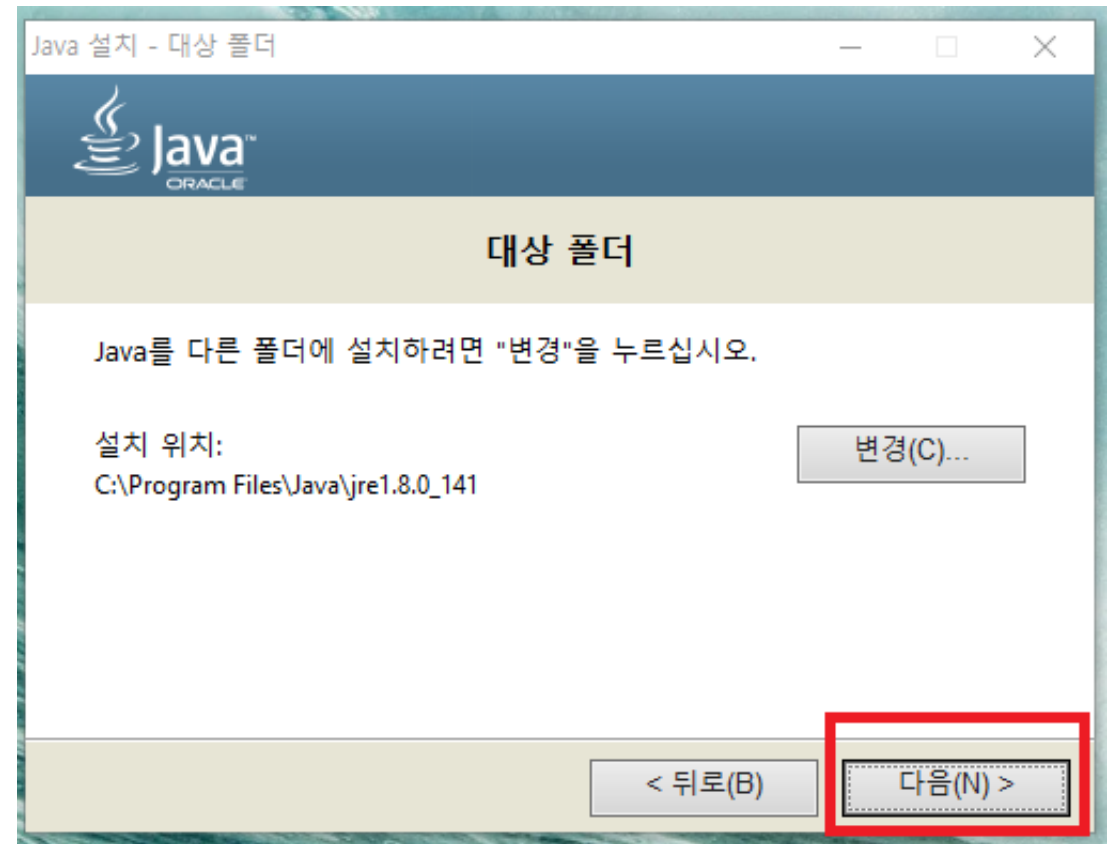 Java 설치 - 대상 폴더
Java™
ORACLE
대상 폴더
Java를 다른 폴더에 설치하려면 "변경"을 누르십시오.
설치 위치:
변경(C)...
C:\Program Files\Java\jre1.8.0_141
< 뒤로(B)
다음(N) >